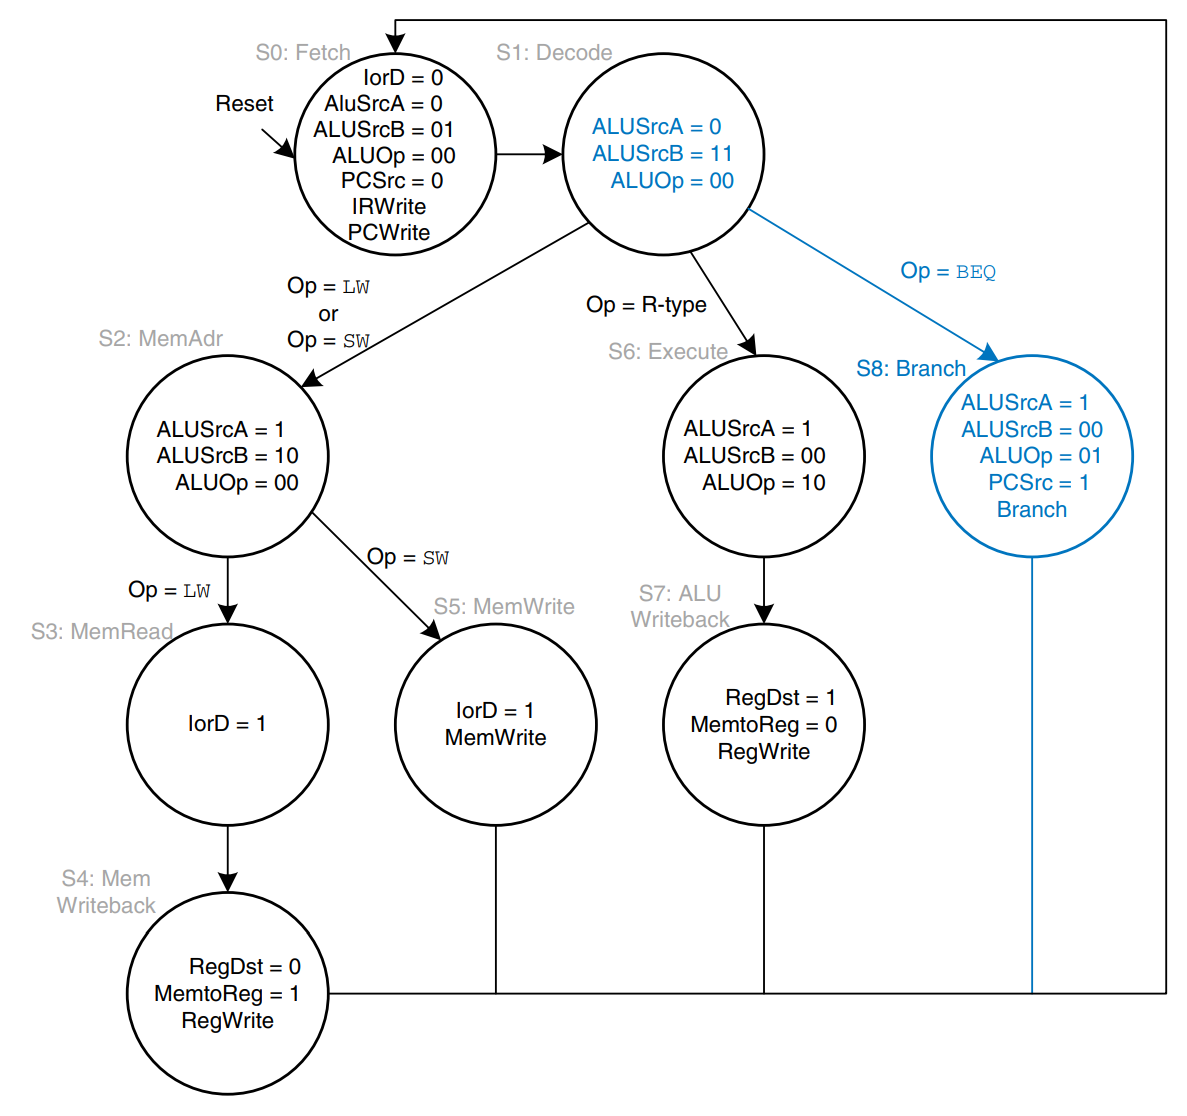 S0: Fetch
S1: Decode
Reset
IorD = 0
AluSrcA = 0
ALUSrcB = 01
ALUOp = 00
PCSrc = 0
IRWrite
PCWrite
ALUSrcA = 0
ALUSrcB = 11
ALUOp = 00
Op = LW
or
Op = SW
Op = R-type
Op = BEQ
S2: MemAdr
S6: Execute
S8: Branch
ALUSrcA = 1
ALUSrcB = 10
ALUOp = 00
ALUSrcA = 1
ALUSrcB = 00
ALUOp = 10
ALUSrcA = 1
ALUSrcB = 00
ALUOp = 01
PCSrc = 1
Branch
Op = LW
Op = SW
S3: MemRead
S5: MemWrite
S7: ALU
Writeback
IorD = 1
IorD = 1
MemWrite
RegDst = 1
MemtoReg = 0
RegWrite
S4: Mem
Writeback
RegDst = 0
MemtoReg = 1
RegWrite